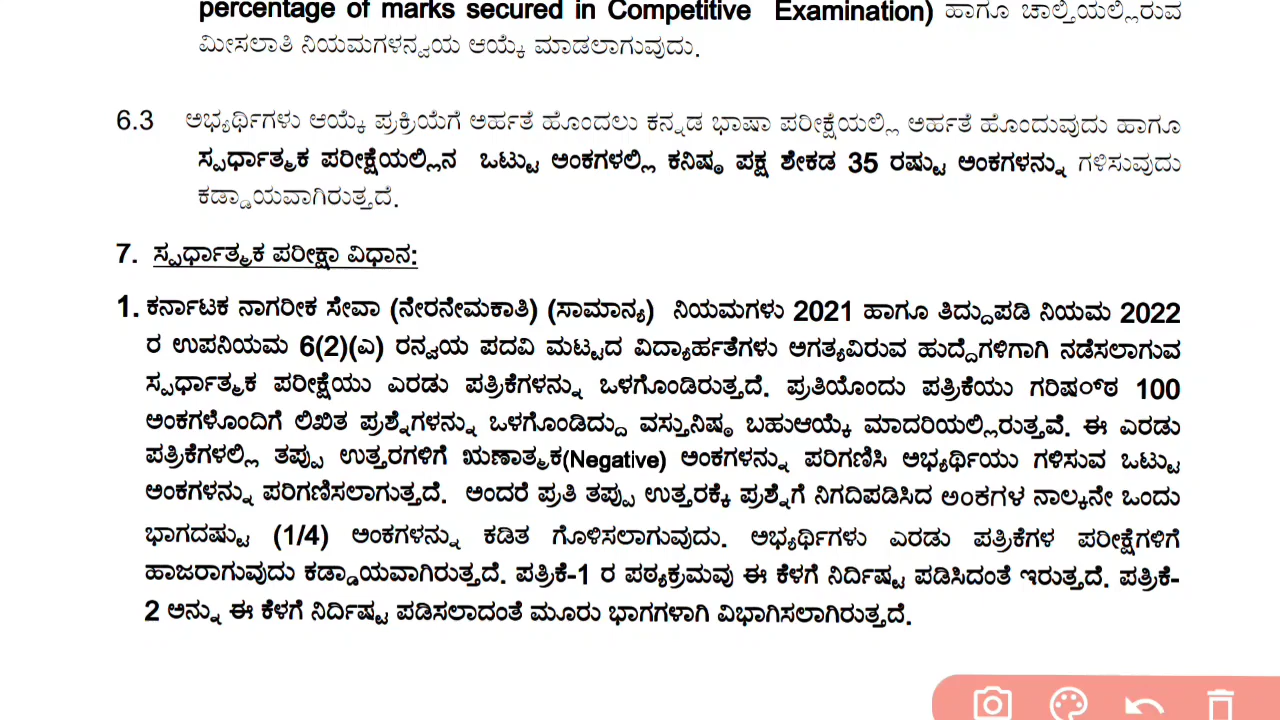 percentage of marks secured in Competitive Examination) ಹಾಗೂ ಚಾಲ್ತಿಯಲ್ಲಿರುವ
ಮೀಸಲಾತಿ ನಿಯಮಗಳನ್ವಯ ಆಯ್ಕೆ ಮಾಡಲಾಗುವುದು.
6.3 ಅಭ್ಯರ್ಥಿಗಳು ಆಯ್ಕೆ ಪ್ರಕ್ರಿಯೆಗೆ ಅರ್ಹತೆ ಹೊಂದಲು ಕನ್ನಡ ಭಾಷಾ ಪರೀಕ್ಷೆಯಲ್ಲಿ ಅರ್ಹತೆ ಹೊಂದುವುದು ಹಾಗೂ
ಸ್ಪರ್ಧಾತ್ಮಕ ಪರೀಕ್ಷೆಯಲ್ಲಿನ ಒಟ್ಟು ಅಂಕಗಳಲ್ಲಿ ಕನಿಷ್ಠ ಪಕ್ಷ ಶೇಕಡ 35 ರಷ್ಟು ಅಂಕಗಳನ್ನು ಗಳಿಸುವುದು
ಕಡ್ಡಾಯವಾಗಿರುತ್ತದೆ.
7. ಸ್ಪರ್ಧಾತ್ಮಕ ಪರೀಕ್ಷಾ ವಿಧಾನ:
1. ಕರ್ನಾಟಕ ನಾಗರೀಕ ಸೇವಾ (ನೇರನೇಮಕಾತಿ) (ಸಾಮಾನ್ಯ) ನಿಯಮಗಳು 2021 ಹಾಗೂ ತಿದ್ದುಪಡಿ ನಿಯಮ 2022
ರ ಉಪನಿಯಮ 6(2)(ಎ) ರನ್ವಯ ಪದವಿ ಮಟ್ಟದ ವಿದ್ಯಾರ್ಹತೆಗಳು ಅಗತ್ಯವಿರುವ ಹುದ್ದೆಗಳಿಗಾಗಿ ನಡೆಸಲಾಗುವ
ಸ್ಪರ್ಧಾತ್ಮಕ ಪರೀಕ್ಷೆಯು ಎರಡು ಪತ್ರಿಕೆಗಳನ್ನು ಒಳಗೊಂಡಿರುತ್ತದೆ. ಪ್ರತಿಯೊಂದು ಪತ್ರಿಕೆಯು ಗರಿಷ್‌ಠ 100
ಅಂಕಗಳೊಂದಿಗೆ ಲಿಖಿತ ಪ್ರಶ್ನೆಗಳನ್ನು ಒಳಗೊಂಡಿದ್ದು ವಸ್ತುನಿಷ್ಠ ಬಹುಆಯ್ಕೆ ಮಾದರಿಯಲ್ಲಿರುತ್ತವೆ. ಈ ಎರಡು
ಪತ್ರಿಕೆಗಳಲ್ಲಿ ತಪ್ಪು ಉತ್ತರಗಳಿಗೆ ಋಣಾತ್ಮಕ(Negative) ಅಂಕಗಳನ್ನು ಪರಿಗಣಿಸಿ ಅಭ್ಯರ್ಥಿಯು ಗಳಿಸುವ ಒಟ್ಟು
ಅಂಕಗಳನ್ನು ಪರಿಗಣಿಸಲಾಗುತ್ತದೆ. ಅಂದರೆ ಪ್ರತಿ ತಪ್ಪು ಉತ್ತರಕ್ಕೆ ಪ್ರಶ್ನೆಗೆ ನಿಗದಿಪಡಿಸಿದ ಅಂಕಗಳ ನಾಲ್ಕನೇ ಒಂದು
ಭಾಗದಷ್ಟು (1/4) ಅಂಕಗಳನ್ನು ಕಡಿತ ಗೊಳಿಸಲಾಗುವುದು. ಅಭ್ಯರ್ಥಿಗಳು ಎರಡು ಪತ್ರಿಕೆಗಳ ಪರೀಕ್ಷೆಗಳಿಗೆ
ಹಾಜರಾಗುವುದು ಕಡ್ಡಾಯವಾಗಿರುತ್ತದೆ. ಪತ್ರಿಕೆ-1 ರ ಪಠ್ಯಕ್ರಮವು ಈ ಕೆಳಗೆ ನಿರ್ದಿಷ್ಟ ಪಡಿಸಿದಂತೆ ಇರುತ್ತದೆ. ಪತ್ರಿಕೆ-
2 ಅನ್ನು ಈ ಕೆಳಗೆ ನಿರ್ದಿಷ್ಟ ಪಡಿಸಲಾದಂತೆ ಮೂರು ಭಾಗಗಳಾಗಿ ವಿಭಾಗಿಸಲಾಗಿರುತ್ತದೆ.